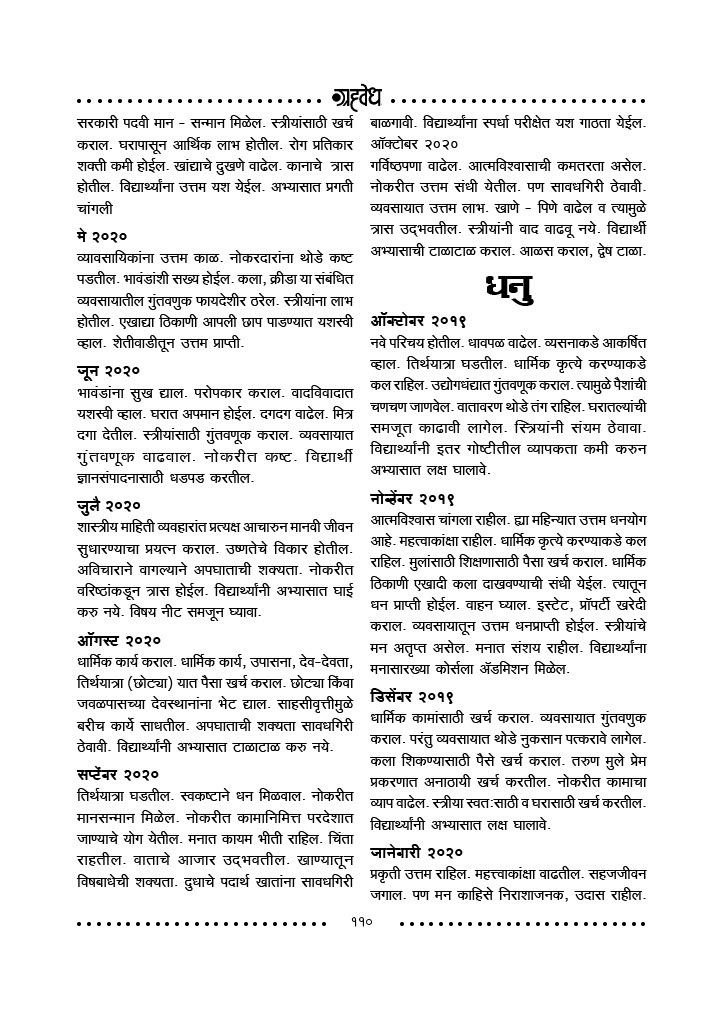 ग्रहवेध
सरकारी पदवी मान - सन्मान मिळेल. स्त्रीयांसाठी खर्च
कराल. घरापासून आर्थिक लाभ होतील. रोग प्रतिकार
शक्ती कमी होईल. खांद्याचे दुखणे वाढेल. कानाचे त्रास
होतील. विद्यार्थ्यांना उत्तम यश येईल. अभ्यासात प्रगती
चांगली
मे २०२०
व्यावसायिकांना उत्तम काळ. नोकरदारांना थोडे कष्ट
पडतील. भावंडांशी सख्य होईल. कला, क्रीडा या संबंधित
व्यवसायातील गुंतवणुक फायदेशीर ठरेल. स्त्रीयांना लाभ
होतील. एखाद्या ठिकाणी आपली छाप पाडण्यात यशस्वी
व्हाल. शेतीवाडीतून उत्तम प्राप्ती.
जून २०२०
भावंडांना सुख द्याल. परोपकार कराल. वादविवादात
यशस्वी व्हाल. घरात अपमान होईल. दगदग वाढेल. मित्र
दगा देतील. स्त्रीयांसाठी गुंतवणूक कराल. व्यवसायात
गुंतवणूक वाढवाल. नोकरीत कष्ट. विद्यार्थी
ज्ञानसंपादनासाठी धडपड करतील.
जुलै २०२०
शास्त्रीय माहिती व्यवहारांत प्रत्यक्ष आचारुन मानवी जीवन
सुधारण्याचा प्रयत्न कराल. उष्णतेचे विकार होतील.
अविचाराने वागल्याने अपघाताची शक्यता. नोकरीत
वरिष्ठांकडून त्रास होईल. विद्यार्थ्यांनी अभ्यासात घाई
करु नये. विषय नीट समजून घ्यावा.
ऑगस्ट २०२०
धार्मिक कार्य कराल. धार्मिक कार्य, उपासना, देव-देवता,
तिर्थयात्रा (छोट्या) यात पैसा खर्च कराल. छोट्या किंवा
जवळपासच्या देवस्थानांना भेट द्याल. साहसीवृत्तीमुळे
बरीच कार्ये साधतील. अपघाताची शक्यता सावधगिरी
ठेवावी. विद्यार्थ्यांनी अभ्यासात टाळाटाळ करु नये.
सप्टेंबर २०२०
तिर्थयात्रा घडतील. स्वकष्टाने धन मिळवाल. नोकरीत
मानसन्मान मिळेल. नोकरीत कामानिमित्त परदेशात
जाण्याचे योग येतील. मनात कायम भीती राहिल. चिंता
राहतील. वाताचे आजार उद्‌भवतील. खाण्यातून
विषबाधेची शक्यता. दुधाचे पदार्थ खातांना सावधगिरी
बाळगावी. विद्यार्थ्यांना स्पर्धा परीक्षेत यश गाठता येईल.
ऑक्टोबर २०२०
गर्विष्ठपणा वाढेल. आत्मविश्वासाची कमतरता असेल.
नोकरीत उत्तम संधी येतील. पण सावधगिरी ठेवावी.
व्यवसायात उत्तम लाभ. खाणे - पिणे वाढेल व त्यामुळे
त्रास उद्‌भवतील. स्त्रीयांनी वाद वाढवू नये. विद्यार्थी
अभ्यासाची टाळाटाळ कराल. आळस कराल, द्वेष टाळा.
धनु
ऑक्टोबर २०१९
नवे परिचय होतील. धावपळ वाढेल. व्यसनाकडे आकर्षित
व्हाल. तिर्थयात्रा घडतील. धार्मिक कृत्ये करण्याकडे
कल राहिल. उद्योगधंद्यात गुंतवणूक कराल. त्यामुळे पैशांची
चणचण जाणवेल. वातावरण थोडे तंग राहिल. घरातल्यांची
समजूत काढावी लागेल. स्त्रियांनी संयम ठेवावा.
विद्यार्थ्यांनी इतर गोष्टीतील व्यापकता कमी करुन
अभ्यासात लक्ष घालावे.
नोव्हेंबर २०१९
आत्मविश्वास चांगला राहील. ह्या महिन्यात उत्तम धनयोग
आहे. महत्वाकांक्षा राहील. धार्मिक कृत्ये करण्याकडे कल
राहिल. मुलांसाठी शिक्षणासाठी पैसा खर्च कराल. धार्मिक
ठिकाणी एखादी कला दाखवण्याची संधी येईल. त्यातून
धन प्राप्ती होईल. वाहन घ्याल. इस्टेट, प्रॉपर्टी खरेदी
कराल. व्यवसायातून उत्तम धनप्राप्ती होईल. स्त्रीयांचे
मन अतृप्त असेल. मनात संशय राहील. विद्यार्थ्यांना
मनासारख्या कोर्सला ॲडमिशन मिळेल.
डिसेंबर २०१९
धार्मिक कामांसाठी खर्च कराल. व्यवसायात गुंतवणुक
कराल. परंतु व्यवसायात थोडे नुकसान पत्करावे लागेल.
कला शिकण्यासाठी पैसे खर्च कराल. तरुण मुले प्रेम
प्रकरणात अनाठायी खर्च करतील. नोकरीत कामाचा
व्याप वाढेल. स्त्रीया स्वतःसाठी व घरासाठी खर्च करतील.
विद्यार्थ्यांनी अभ्यासात लक्ष घालावे.
जानेबारी २०२०
प्रकृती उत्तम राहिल. महत्त्वाकांक्षा वाढतील. सहजजीवन
जगाल. पण मन काहिसे निराशाजनक, उदास राहील.
११०